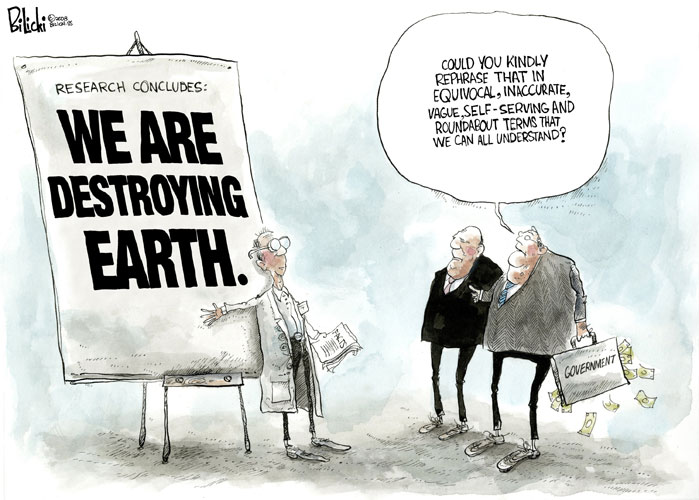 BiLicki ©2008
RESEARCH CONCLUDES:
WE ARE
DESTROYING
EARTH.
COULD YOU KINDLY
REPHRASE THAT IN
EQUIVOCAL, INACCURATE,
VAGUE, SELF-SERVING AND
ROUNDABOUT TERMS THAT
WE CAN ALL UNDERSTAND?
GOVERNMENT